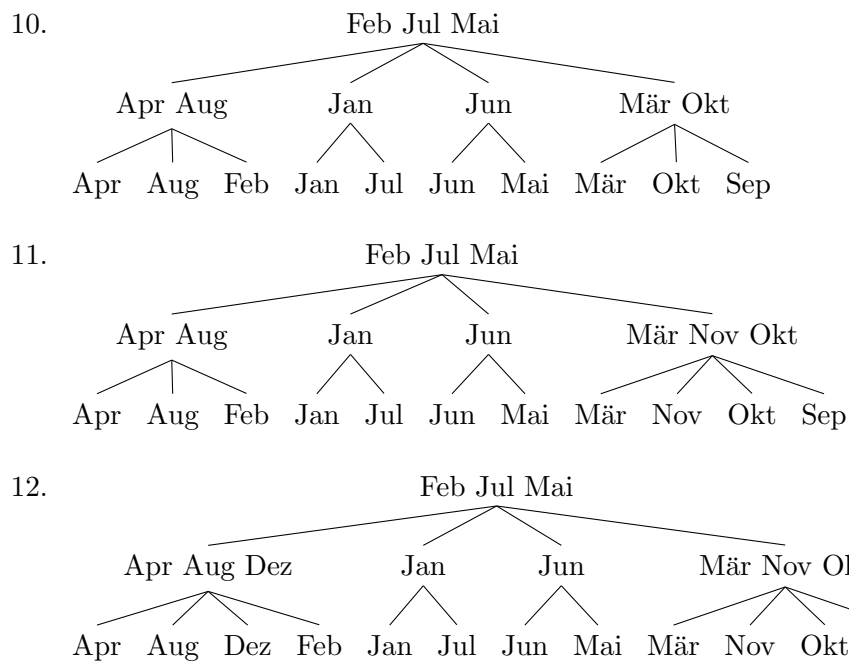 10. Feb Jul Mai
Apr Aug Jan Jun Mär Okt
Apr Aug Feb Jan Jul Jun Mai Mär Okt Sep
11. Feb Jul Mai
Apr Aug Jan Jun Mär Nov Okt
Apr Aug Feb Jan Jul Jun Mai Mär Nov Okt Sep
12. Feb Jul Mai
Apr Aug Dez Jan Jun Mär Nov
Apr Aug Dez Feb Jan Jul Jun Mai Mär Nov Okt